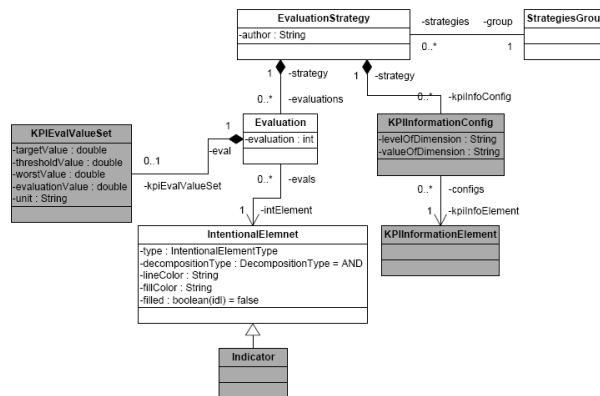 EvaluationStrategy
-author : String
-strategies
-group
0..*
1
StrategiesGroup
1
-strategy
1
-strategy
0..*
-evaluations
0..*
-kpiInfoConfig
KPIEvalValueSet
-targetValue : double
-thresholdValue : double
-worstValue : double
-evaluationValue : double
-unit : String
1
-eval
0..1
-kpiEvalValueSet
Evaluation
-evaluation : int
KPIInformationConfig
-levelOfDimension : String
-valueOfDimension : String
0..*
-evals
1
-intElement
0..*
-configs
1
-kpiInfoElement
IntentionalElemnet
-type : IntentionalElementType
-decompositionType : DecompositionType = AND
-lineColor : String
-fillColor : String
-filled : boolean(idl) = false
KPIInformationElement
Indicator